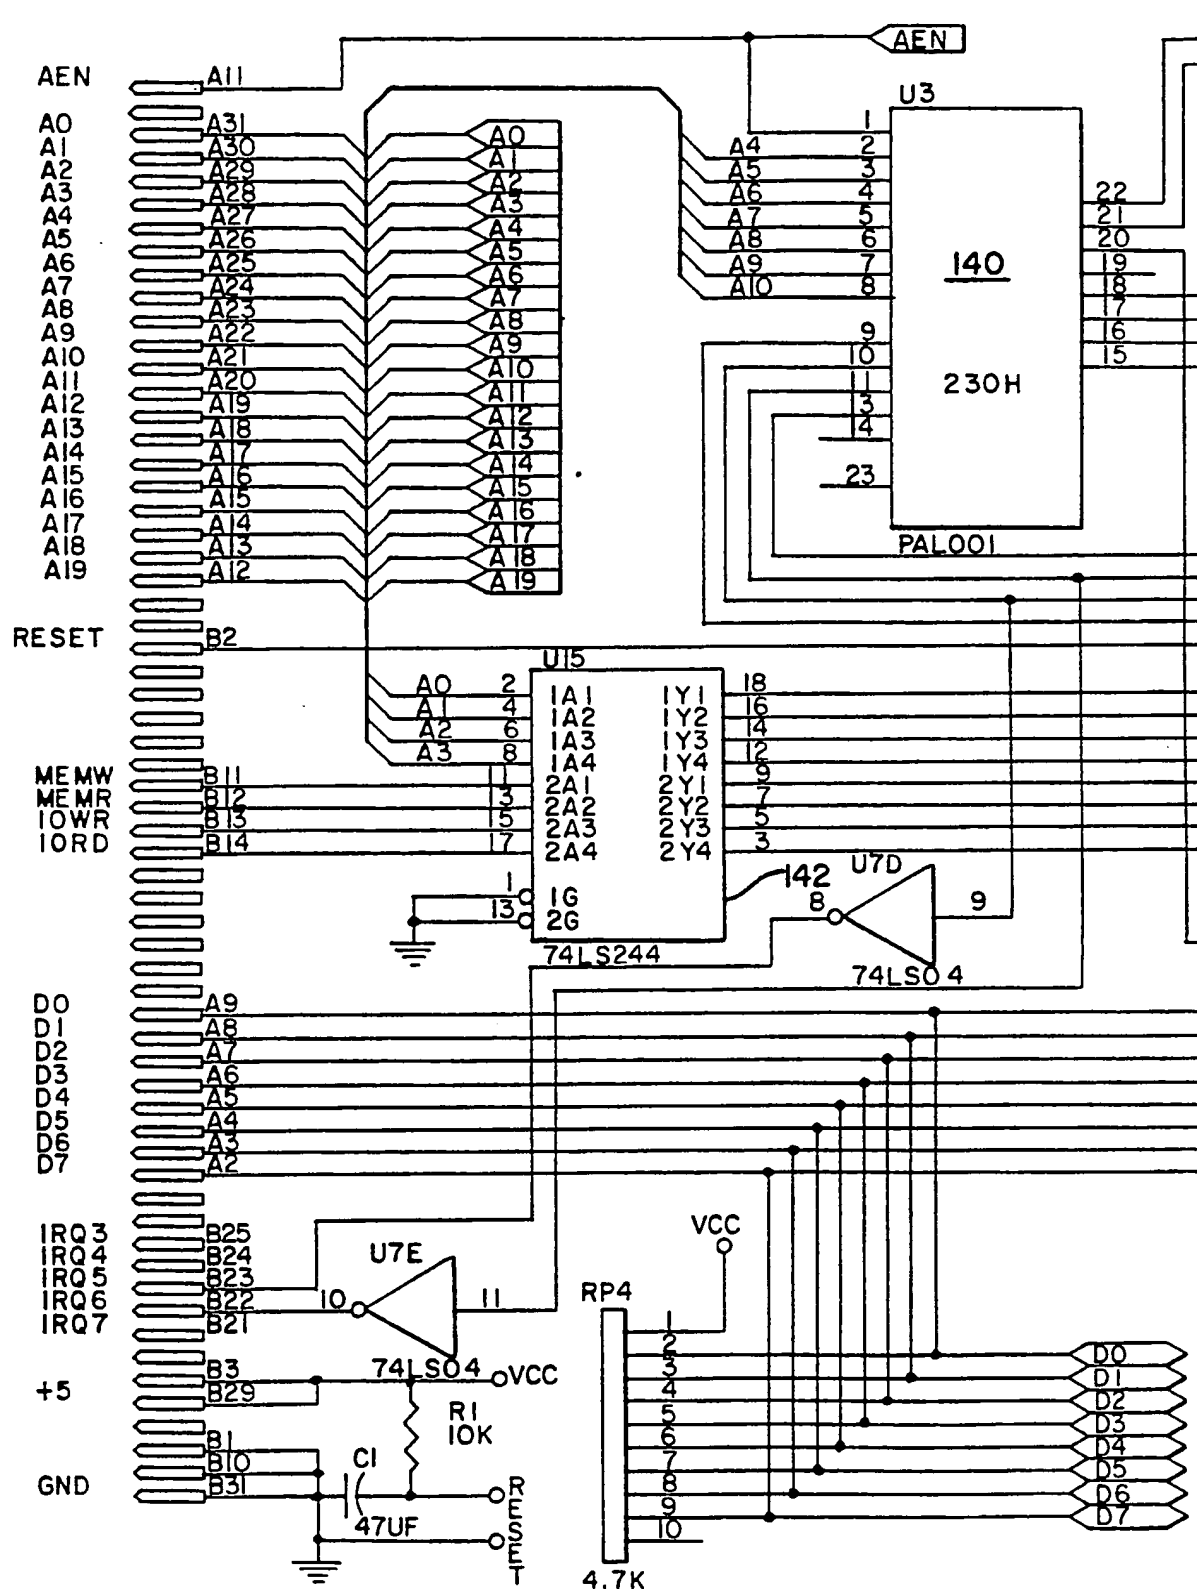 AEN
AEN A11
U3
A0 A31 A0
A1 A30 A1
A2 A29 A2
A3 A28 A3
A4 A27 A4
A5 A26 A5
A6 A25 A6
A7 A24 A7
A8 A23 A8
A9 A22 A9
A10 A21 A10
A11 A20 A11
A12 A19 A12
A13 A18 A13
A14 A17 A14
A15 A16 A15
A16 A15 A16
A17 A14 A17
A18 A13 A18
A19 A12 A19
1
A4 2
A5 3
A6 4
A7 5
A8 6
A9 7
A10 8
9
10
11
13
14
23
140
230H
22
21
20
19
18
17
16
15
PAL001
RESET B2
U15
A0 2 1A1 1Y1 18
A1 4 1A2 1Y2 16
A2 6 1A3 1Y3 14
A3 8 1A4 1Y4 12
MEMW B11 11 2A1 2Y1 9
MEMR B12 13 2A2 2Y2 7
IOWR B13 15 2A3 2Y3 5
IORD B14 17 2A4 2Y4 3
1 1G
13 2G
142
74LS244
U7D
8 9
74LS04
D0 A9
D1 A8
D2 A7
D3 A6
D4 A5
D5 A4
D6 A3
D7 A2
IRQ3 B25
IRQ4 B24
IRQ5 B23
IRQ6 B22
IRQ7 B21
U7E
10 11
74LS04
VCC
RP4
1
2 D0
3 D1
4 D2
5 D3
6 D4
7 D5
8 D6
9 D7
10
4.7K
B3
+5 B29
VCC
R1
10K
B1
B10
GND B31
C1
47UF
RESET